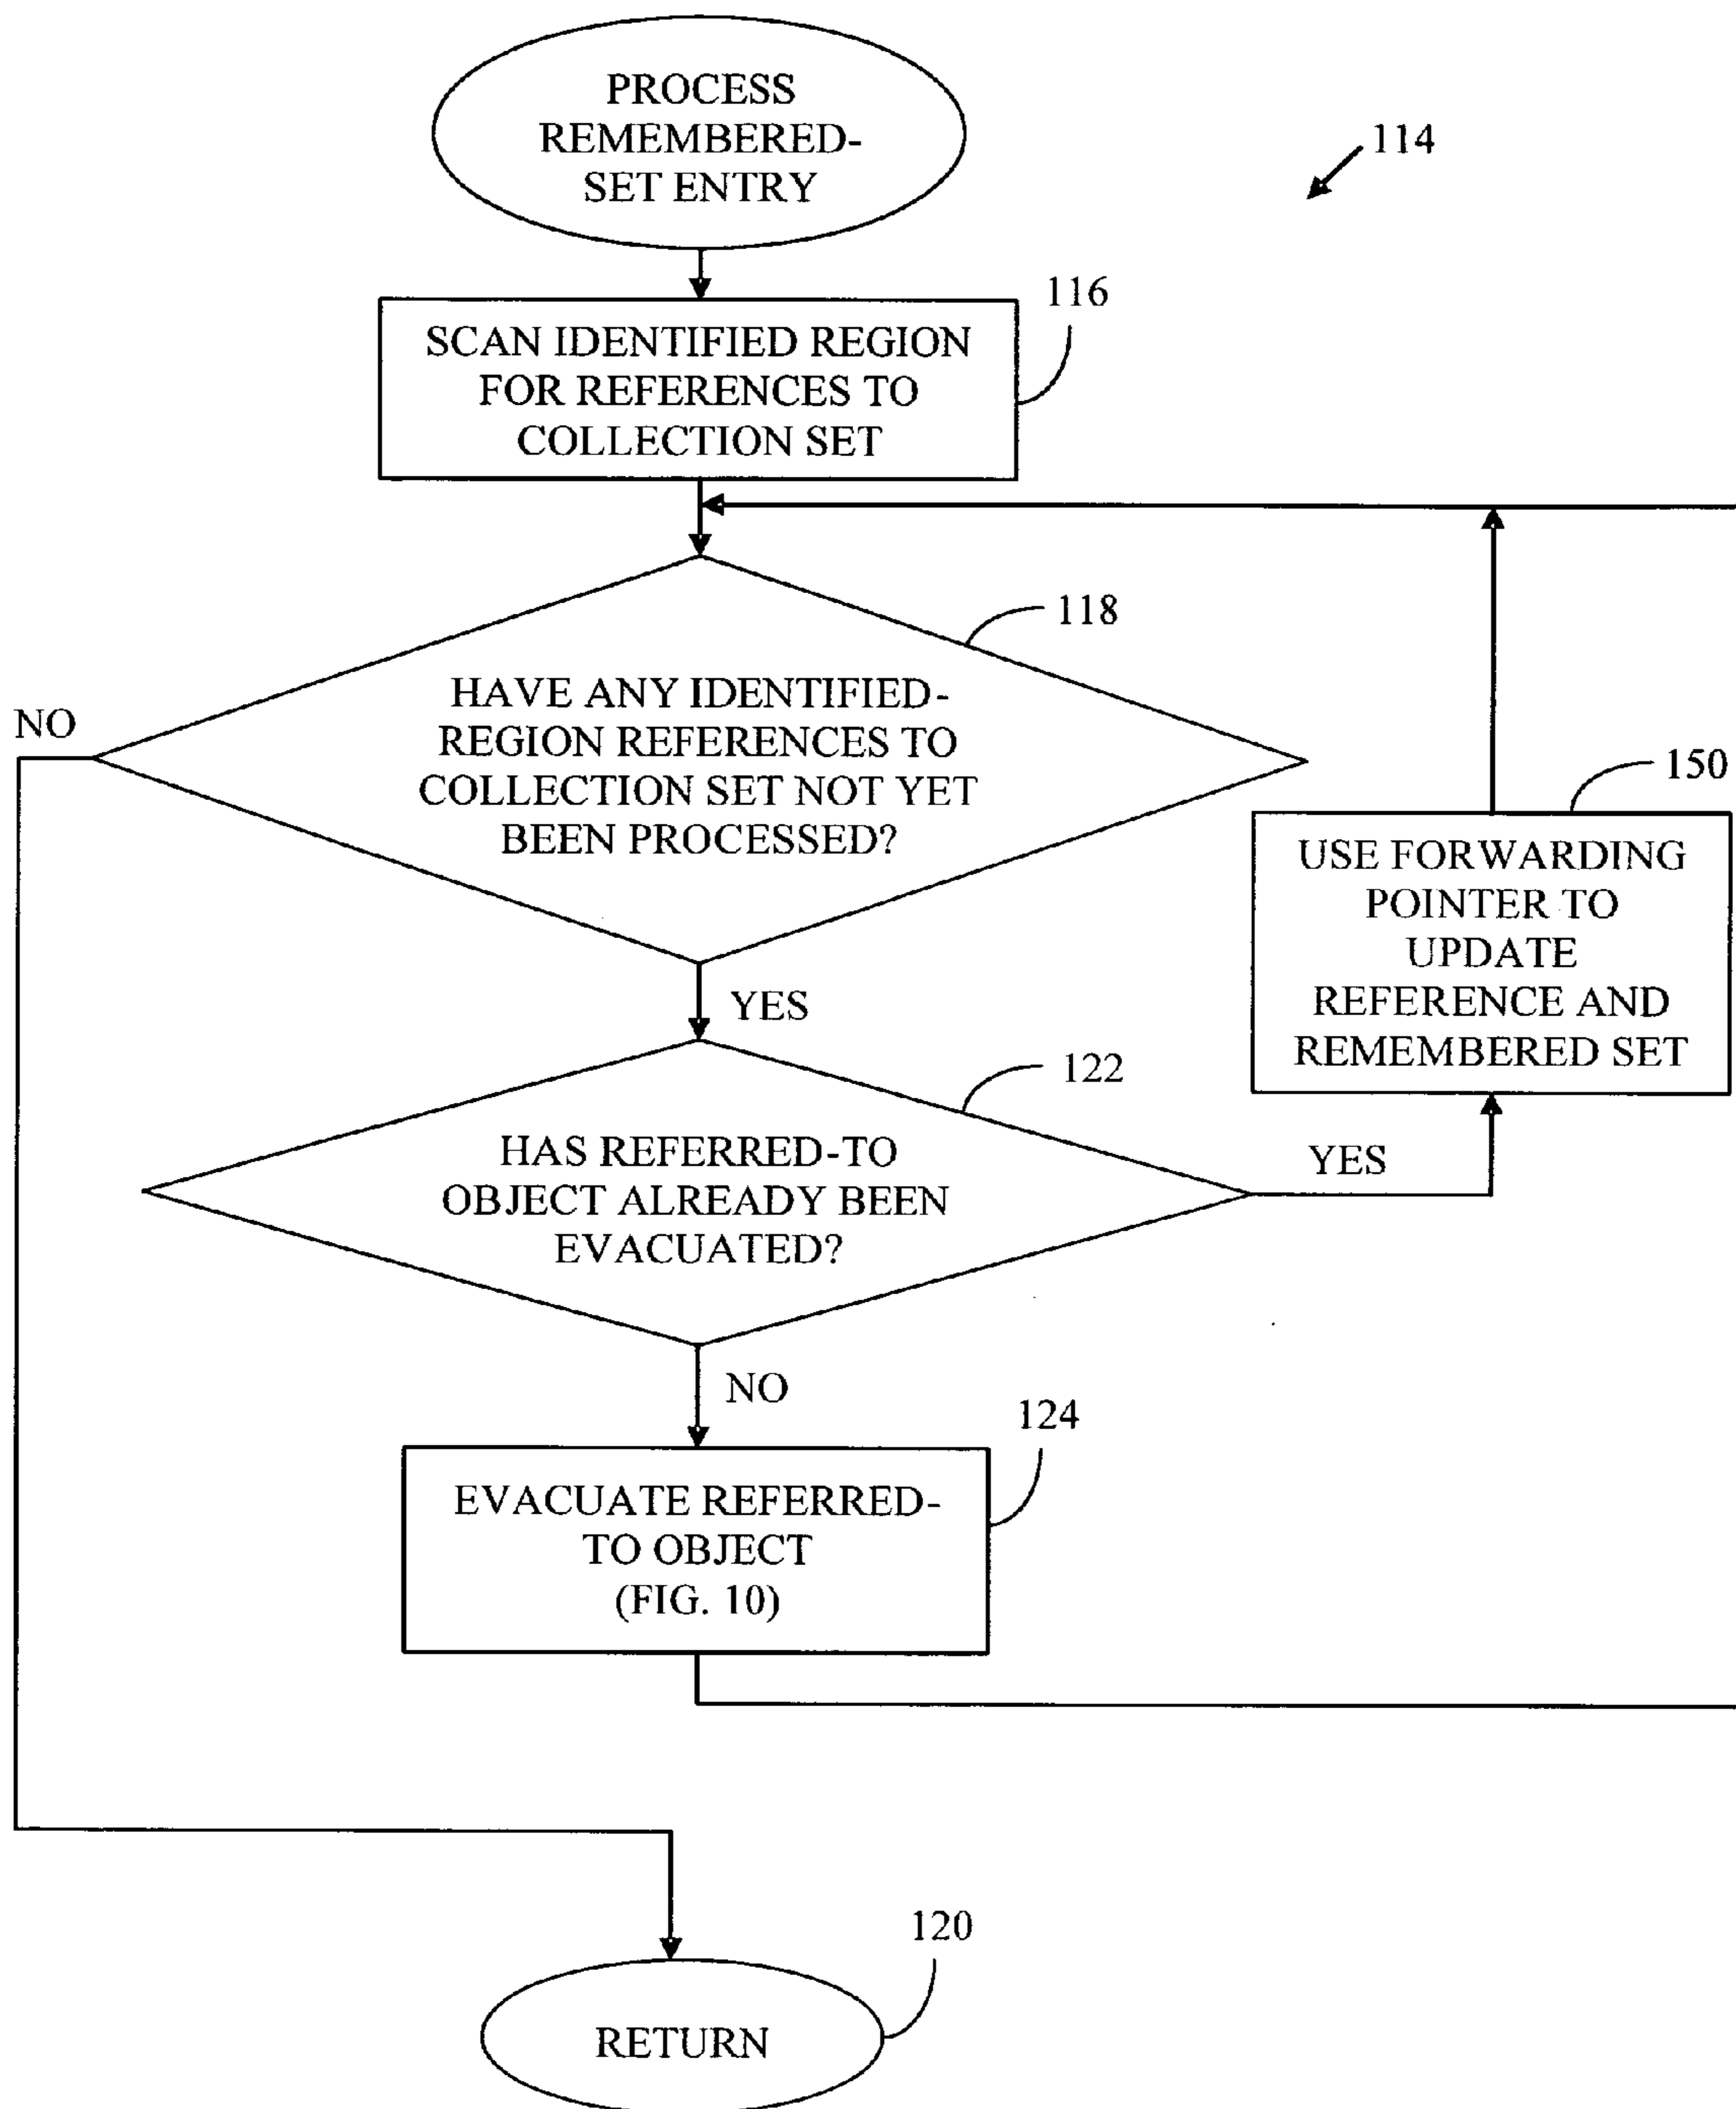 PROCESS
REMEMBERED-
SET ENTRY
114
116
SCAN IDENTIFIED REGION
FOR REFERENCES TO
COLLECTION SET
118
HAVE ANY IDENTIFIED-
REGION REFERENCES TO
COLLECTION SET NOT YET
BEEN PROCESSED?
NO
150
USE FORWARDING
POINTER TO
UPDATE
REFERENCE AND
REMEMBERED SET
YES
122
HAS REFERRED-TO
OBJECT ALREADY BEEN
EVACUATED?
YES
NO
124
EVACUATE REFERRED-
TO OBJECT
(FIG. 10)
120
RETURN